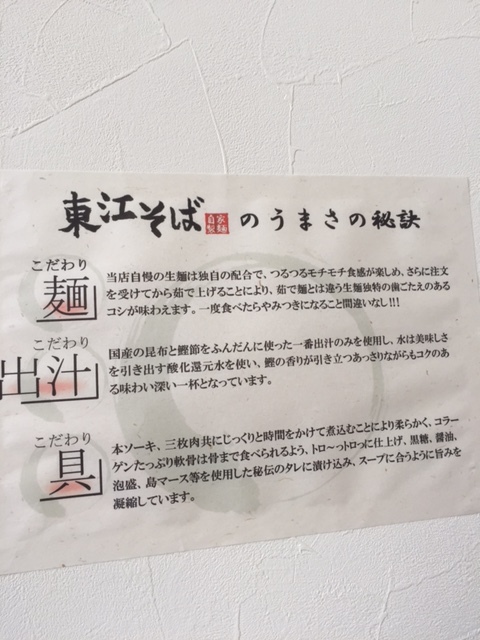 東江そば 自家製麺 のうまさの秘訣
こだわり
麺
当店自慢の生麺は独自の配合で、つるつるモチモチ食感が楽しめ、さらに注文
を受けてから茹で上げることにより、茹で麺とは違う生麺独特の歯ごたえのある
コシが味わえます。一度食べたらやみつきになること間違いなし!!!
こだわり
出汁
国産の昆布と鰹節をふんだんに使った一番出汁のみを使用し、水は美味しさ
を引き出す酸化還元水を使い、鰹の香りが引き立つあっさりながらもコクのあ
る味わい深い一杯となっています。
こだわり
具
本ソーキ、三枚肉共にじっくりと時間をかけて煮込むことにより柔らかく、コラー
ゲンたっぷり軟骨は骨まで食べられるよう、トロ〜っトロっに仕上げ、黒糖、醤油、
泡盛、島マース等を使用した秘伝のタレに漬け込み、スープに合うように旨みを
凝縮しています。